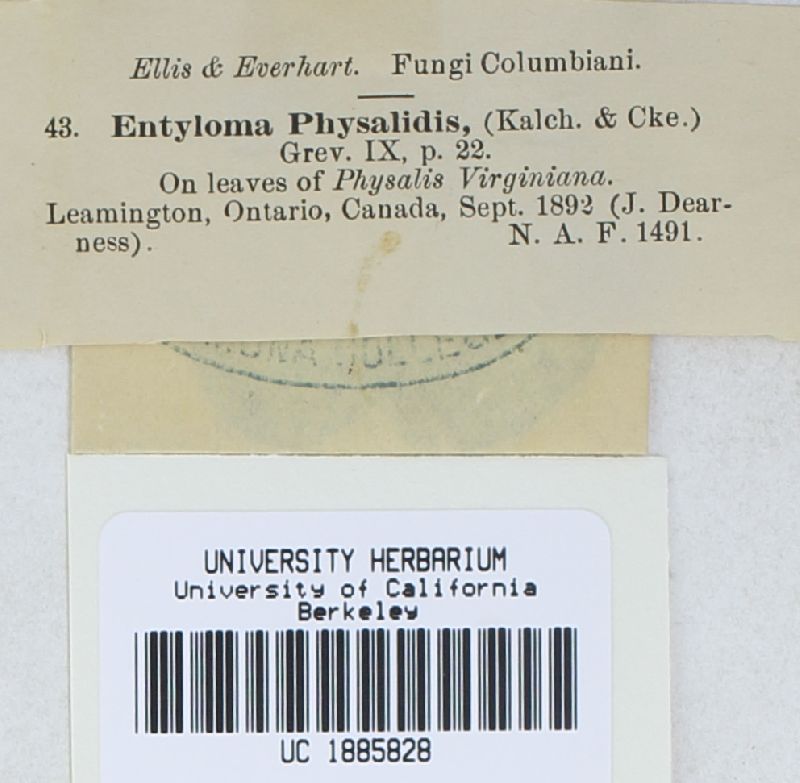 Ellis & Everhart. Fungi Columbiani.
43. Entyloma Physalidis, (Kalch. & Cke.)
Grev. IX, p. 22.
On leaves of Physalis Virginiana.
Leamington, Ontario, Canada, Sept. 1892 (J. Dear-
ness). N. A. F. 1491.
COLLEGE
UNIVERSITY HERBARIUM
University of California
Berkeley
UC 1885828